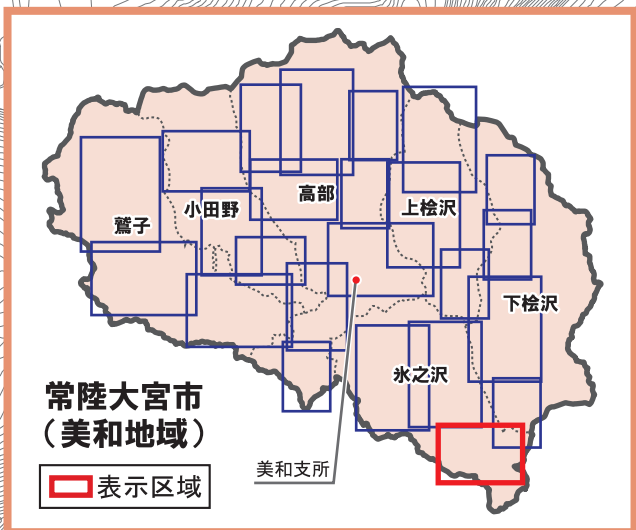 高部
小田野
上桧沢
鷲子
下桧沢
氷之沢
常陸大宮市
（美和地域）
美和支所
表示区域